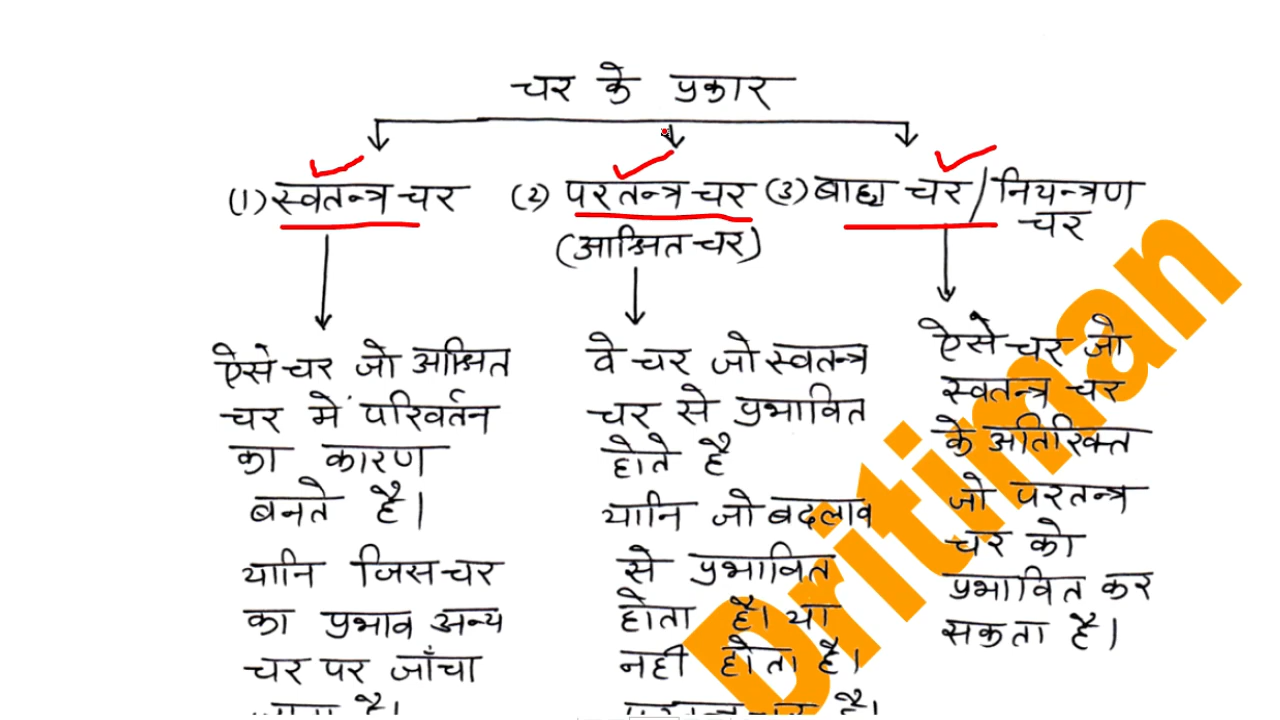 चर के प्रकार
(1) स्वतन्त्र चर
(2) परतन्त्र चर
(आश्रित चर)
(3) बाह्य चर / नियन्त्रण
चर
ऐसे चर जो आश्रित
चर में परिवर्तन
का कारण
बनते है।
यानि जिस चर
का प्रभाव अन्य
चर पर जाँचा
जाता है।
वे चर जो स्वतन्त्र
चर से प्रभावित
होते है
यानि जो बदलाव
से प्रभावित
होता है। या
नही होता है।
परतन्त्र चर है।
ऐसे चर जो
स्वतन्त्र चर
के अतिरिक्त
जो परतन्त्र
चर को
प्रभावित कर
सकता है।
Dritiman